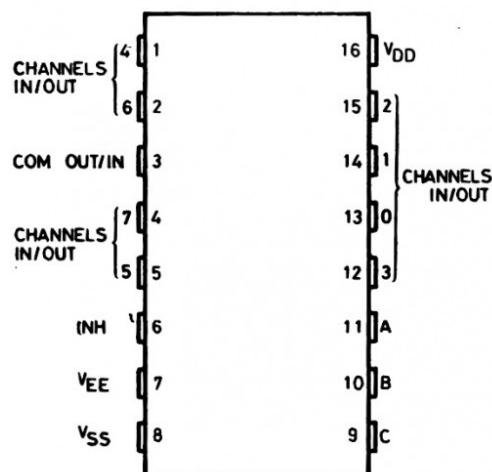 4 1 16 VDD
CHANNELS
IN/OUT
6 2 15 2
COM OUT/IN 3 14 1
CHANNELS
IN/OUT
7 4 13 0
CHANNELS
IN/OUT
5 5 12 3
INH 6 11 A
VEE 7 10 B
VSS 8 9 C